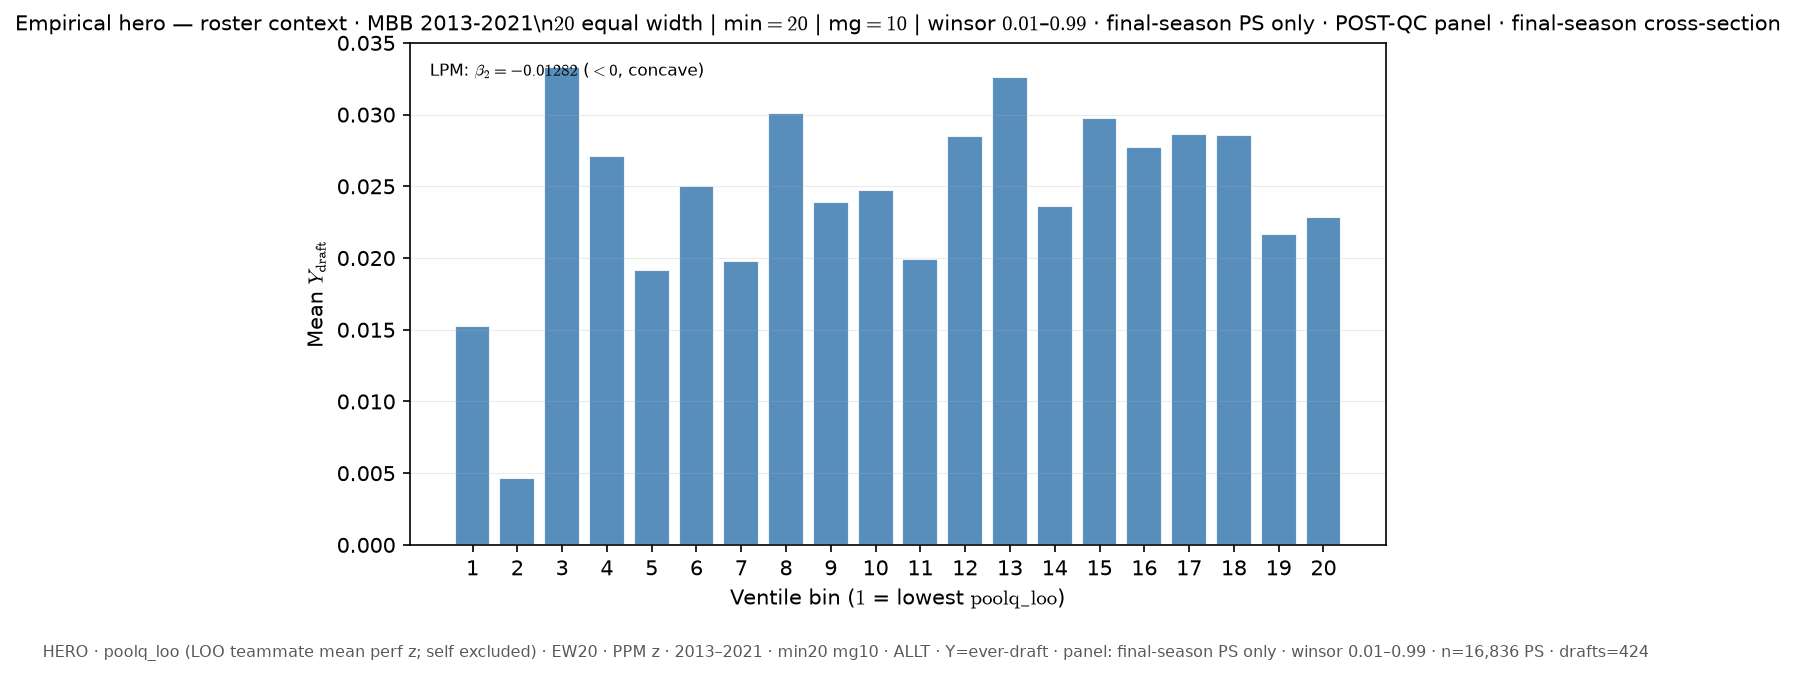 Empirical hero — roster context · MBB 2013-2021\n20 equal width | min = 20 | mg = 10 | winsor 0.01–0.99 · final-season PS only · POST-QC panel · final-season cross-section
LPM: β₂ = −0.01282 (<0, concave)
Mean Y_draft
0.035
0.030
0.025
0.020
0.015
0.010
0.005
0.000
1 2 3 4 5 6 7 8 9 10 11 12 13 14 15 16 17 18 19 20
Ventile bin (1 = lowest poolq_loo)
HERO · poolq_loo (LOO teammate mean perf z; self excluded) · EW20 · PPM z · 2013–2021 · min20 mg10 · ALLT · Y=ever-draft · panel: final-season PS only · winsor 0.01–0.99 · n=16,836 PS · drafts=424